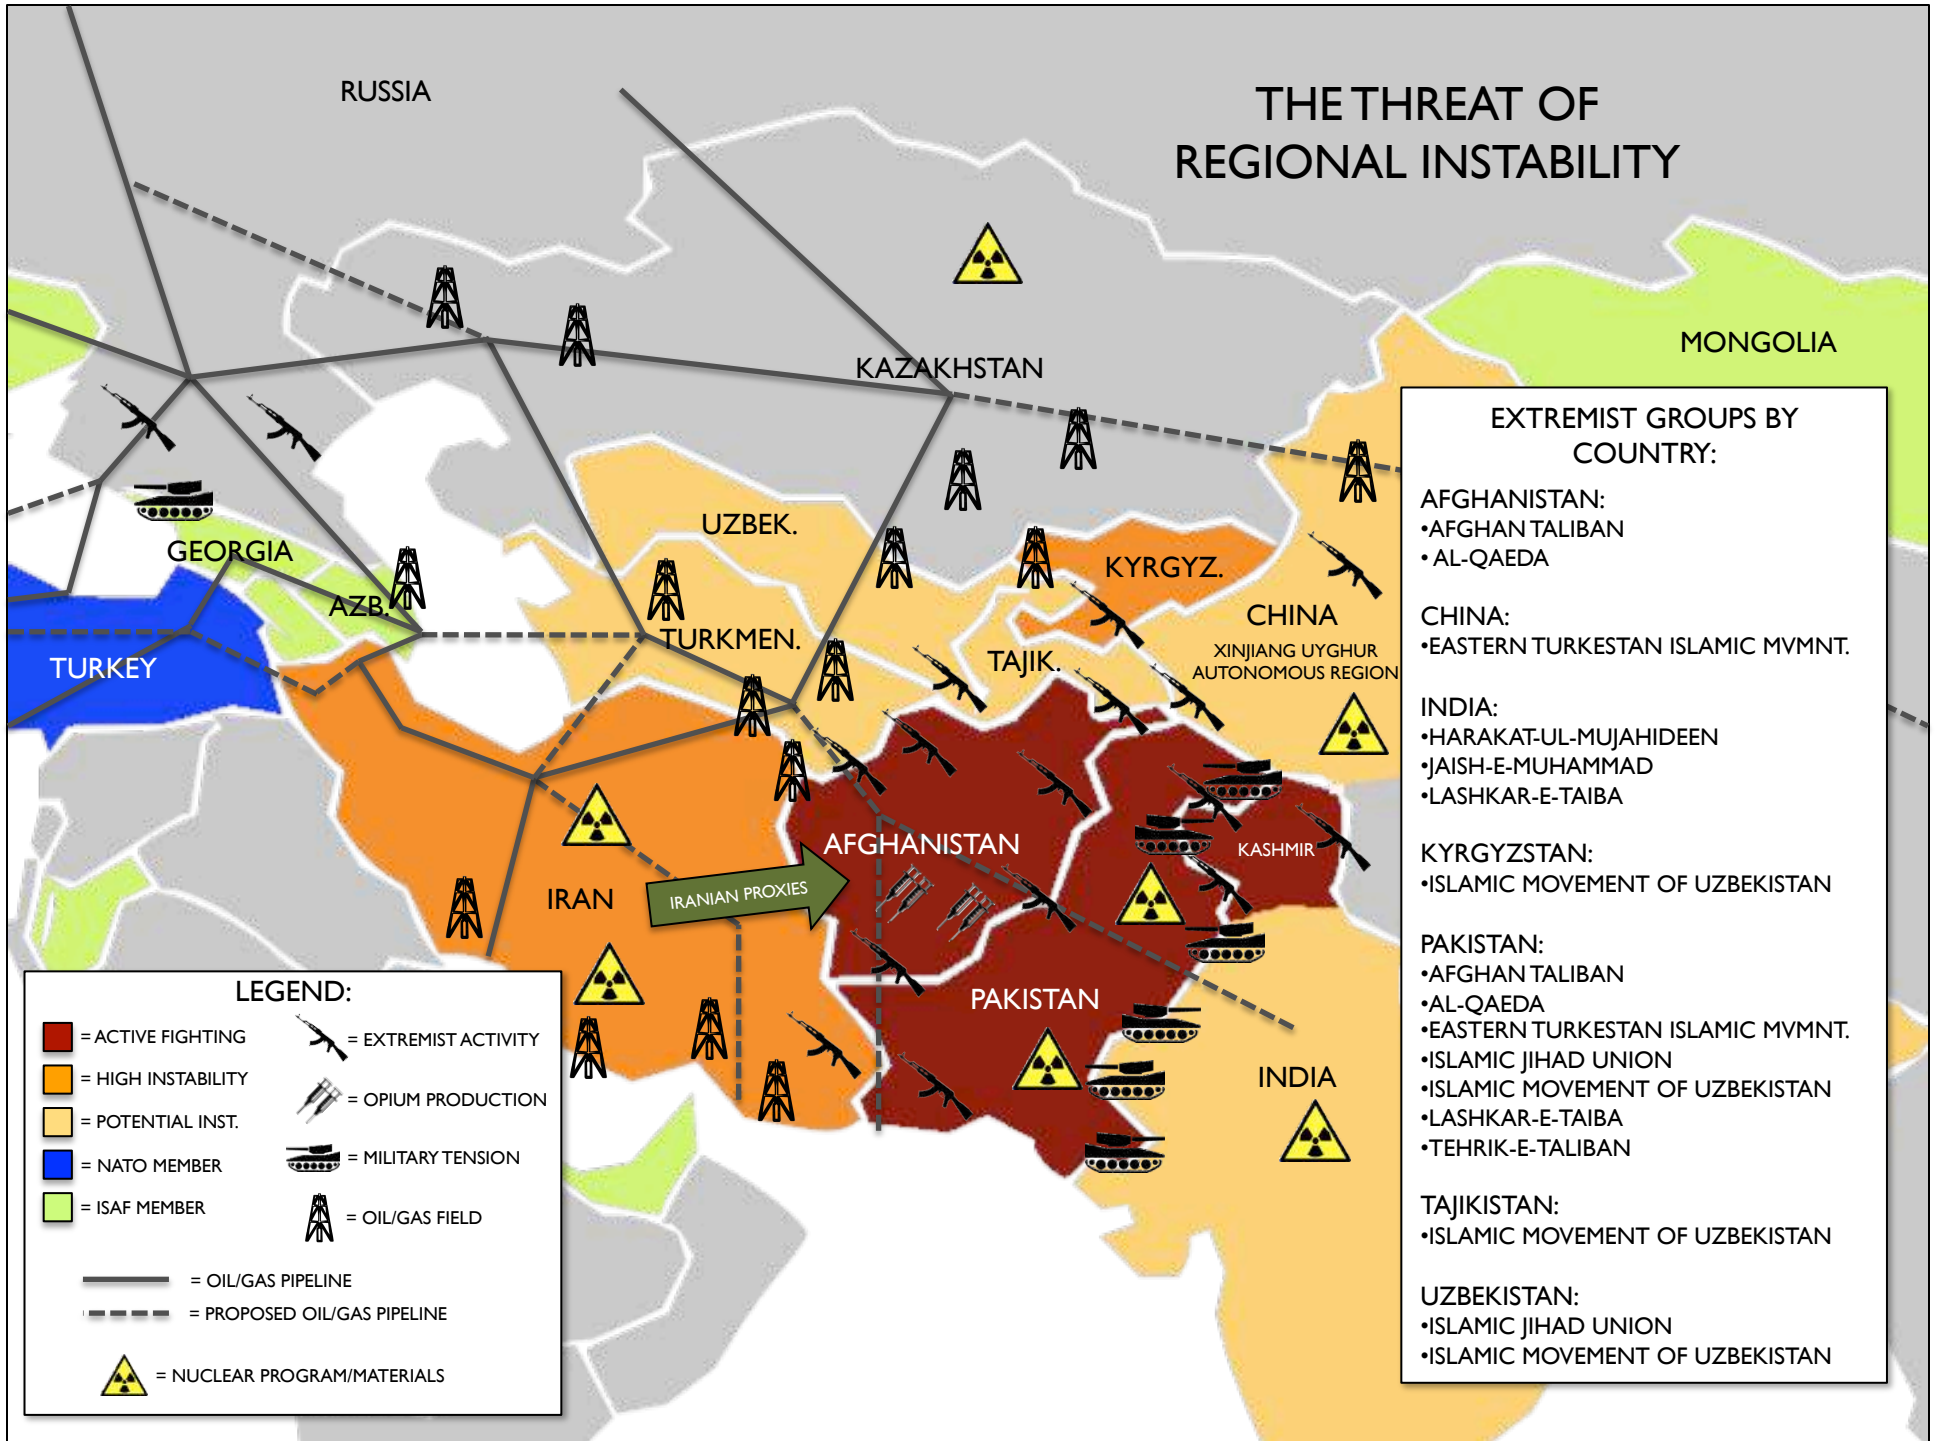 THE THREAT OF
REGIONAL INSTABILITY
RUSSIA
KAZAKHSTAN
MONGOLIA
UZBEK.
GEORGIA
KYRGYZ.
AZB.
TURKMEN.
TURKEY
TAJIK.
CHINA
XINJIANG UYGHUR
AUTONOMOUS REGION
AFGHANISTAN
KASHMIR
IRAN
IRANIAN PROXIES
PAKISTAN
INDIA
LEGEND:
= ACTIVE FIGHTING
= HIGH INSTABILITY
= POTENTIAL INST.
= NATO MEMBER
= ISAF MEMBER
= EXTREMIST ACTIVITY
= OPIUM PRODUCTION
= MILITARY TENSION
= OIL/GAS FIELD
= OIL/GAS PIPELINE
= PROPOSED OIL/GAS PIPELINE
= NUCLEAR PROGRAM/MATERIALS
EXTREMIST GROUPS BY
COUNTRY:
AFGHANISTAN:
•AFGHAN TALIBAN
• AL-QAEDA
CHINA:
•EASTERN TURKESTAN ISLAMIC MVMNT.
INDIA:
•HARAKAT-UL-MUJAHIDEEN
•JAISH-E-MUHAMMAD
•LASHKAR-E-TAIBA
KYRGYZSTAN:
•ISLAMIC MOVEMENT OF UZBEKISTAN
PAKISTAN:
•AFGHAN TALIBAN
•AL-QAEDA
•EASTERN TURKESTAN ISLAMIC MVMNT.
•ISLAMIC JIHAD UNION
•ISLAMIC MOVEMENT OF UZBEKISTAN
•LASHKAR-E-TAIBA
•TEHRIK-E-TALIBAN
TAJIKISTAN:
•ISLAMIC MOVEMENT OF UZBEKISTAN
UZBEKISTAN:
•ISLAMIC JIHAD UNION
•ISLAMIC MOVEMENT OF UZBEKISTAN